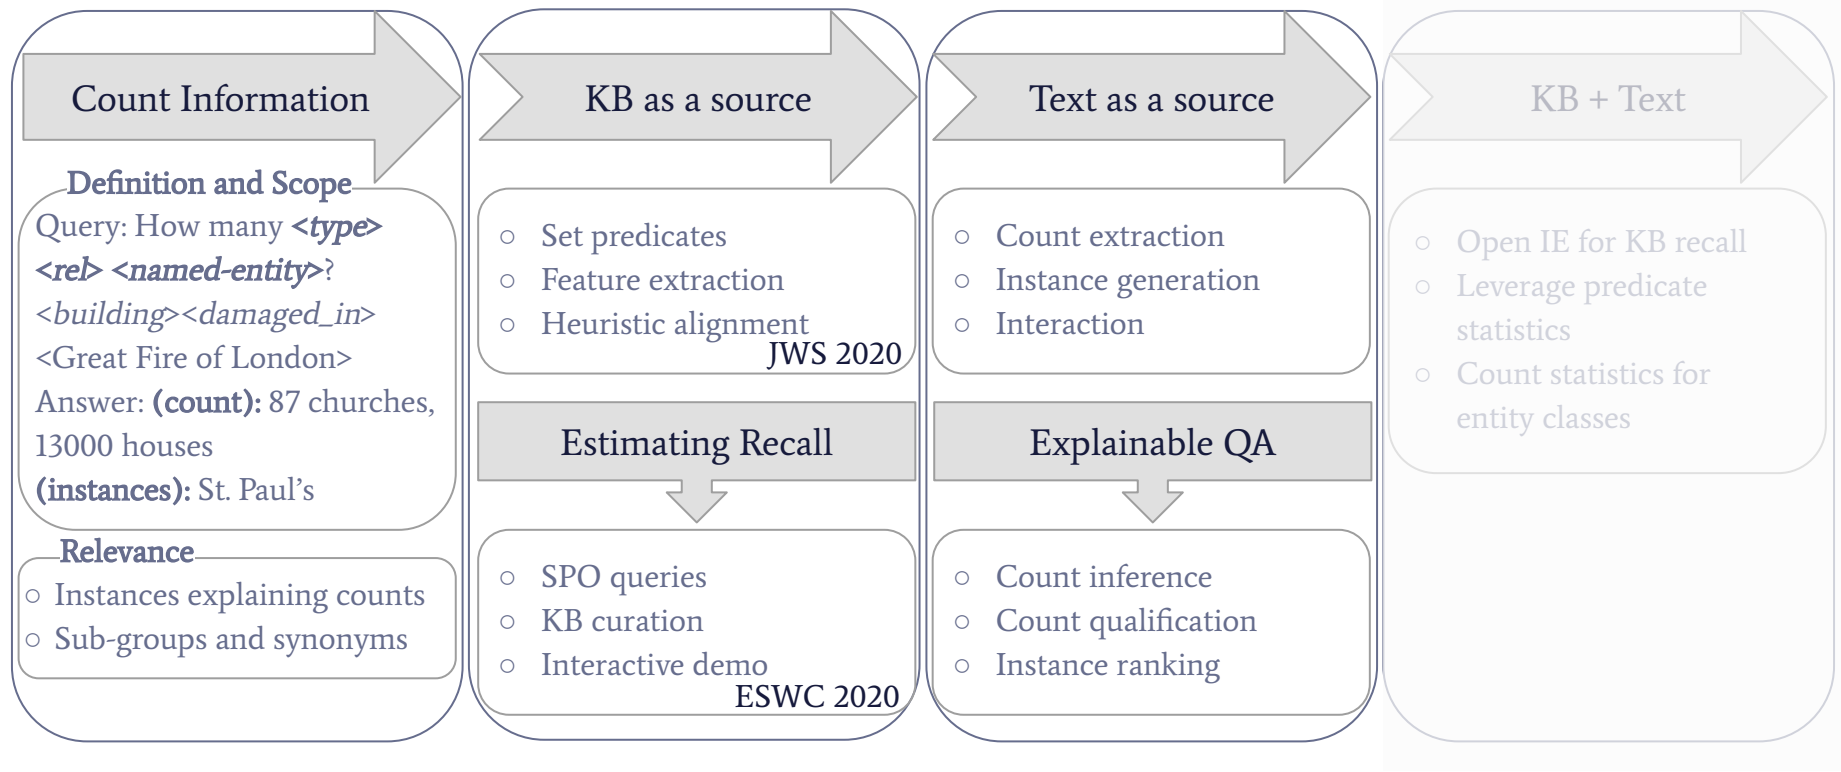 Count Information
Definition and Scope
Query: How many <type>
<rel> <named-entity>?
<building><damaged_in>
<Great Fire of London>
Answer: (count): 87 churches,
13000 houses
(instances): St. Paul’s
Relevance
○ Instances explaining counts
○ Sub-groups and synonyms
KB as a source
○ Set predicates
○ Feature extraction
○ Heuristic alignment
JWS 2020
Estimating Recall
○ SPO queries
○ KB curation
○ Interactive demo
ESWC 2020
Text as a source
○ Count extraction
○ Instance generation
○ Interaction
Explainable QA
○ Count inference
○ Count qualification
○ Instance ranking
KB + Text
○ Open IE for KB recall
○ Leverage predicate
statistics
○ Count statistics for
entity classes